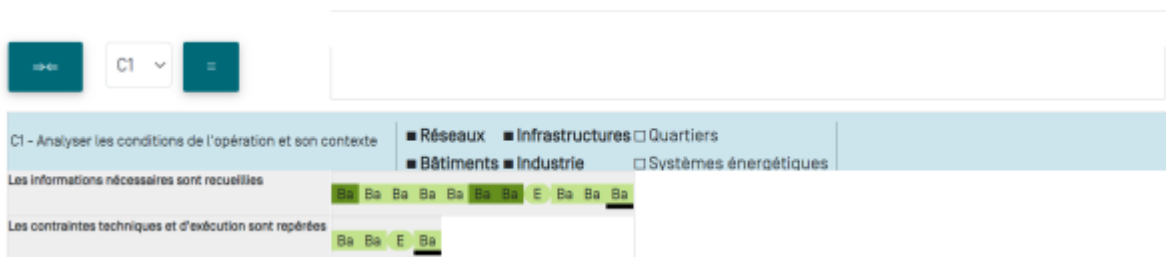 C1
=
C1 - Analyser les conditions de l'opération et son contexte
■ Réseaux ■ Infrastructures □ Quartiers
■ Bâtiments ■ Industrie □ Systèmes énergétiques
Les informations nécessaires sont recueillies
Ba Ba Ba Ba Ba Ba Ba E Ba Ba Ba
Les contraintes techniques et d'exécution sont repérées
Ba Ba E Ba